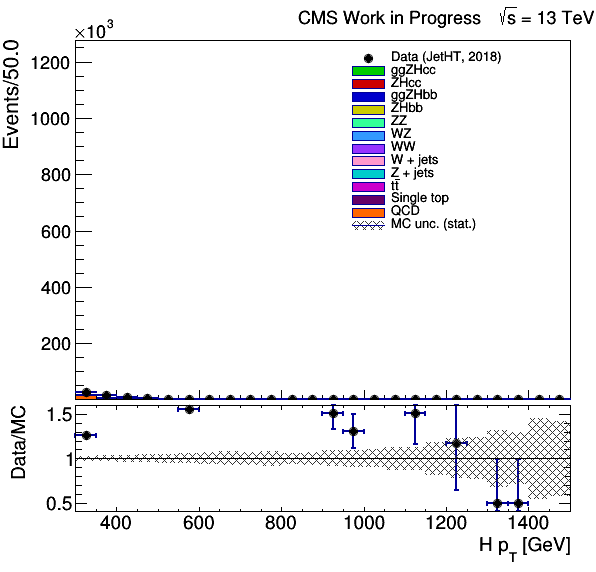 CMS Work in Progress √s = 13 TeV
×10³
Events/50.0
1200
1000
800
600
400
200
Data (JetHT, 2018)
ggZHcc
ZHcc
ggZHbb
ZHbb
ZZ
WZ
WW
W + jets
Z + jets
tt̄
Single top
QCD
MC unc. (stat.)
Data/MC
1.5
1
0.5
400 600 800 1000 1200 1400
H p_T [GeV]